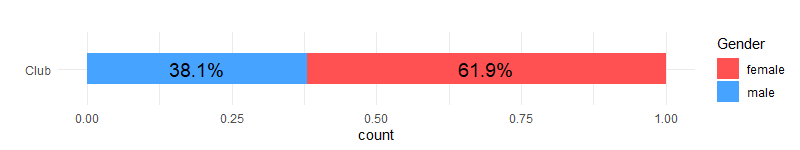 Gender
Club
38.1%
61.9%
female
male
0.00
0.25
0.50
0.75
1.00
count